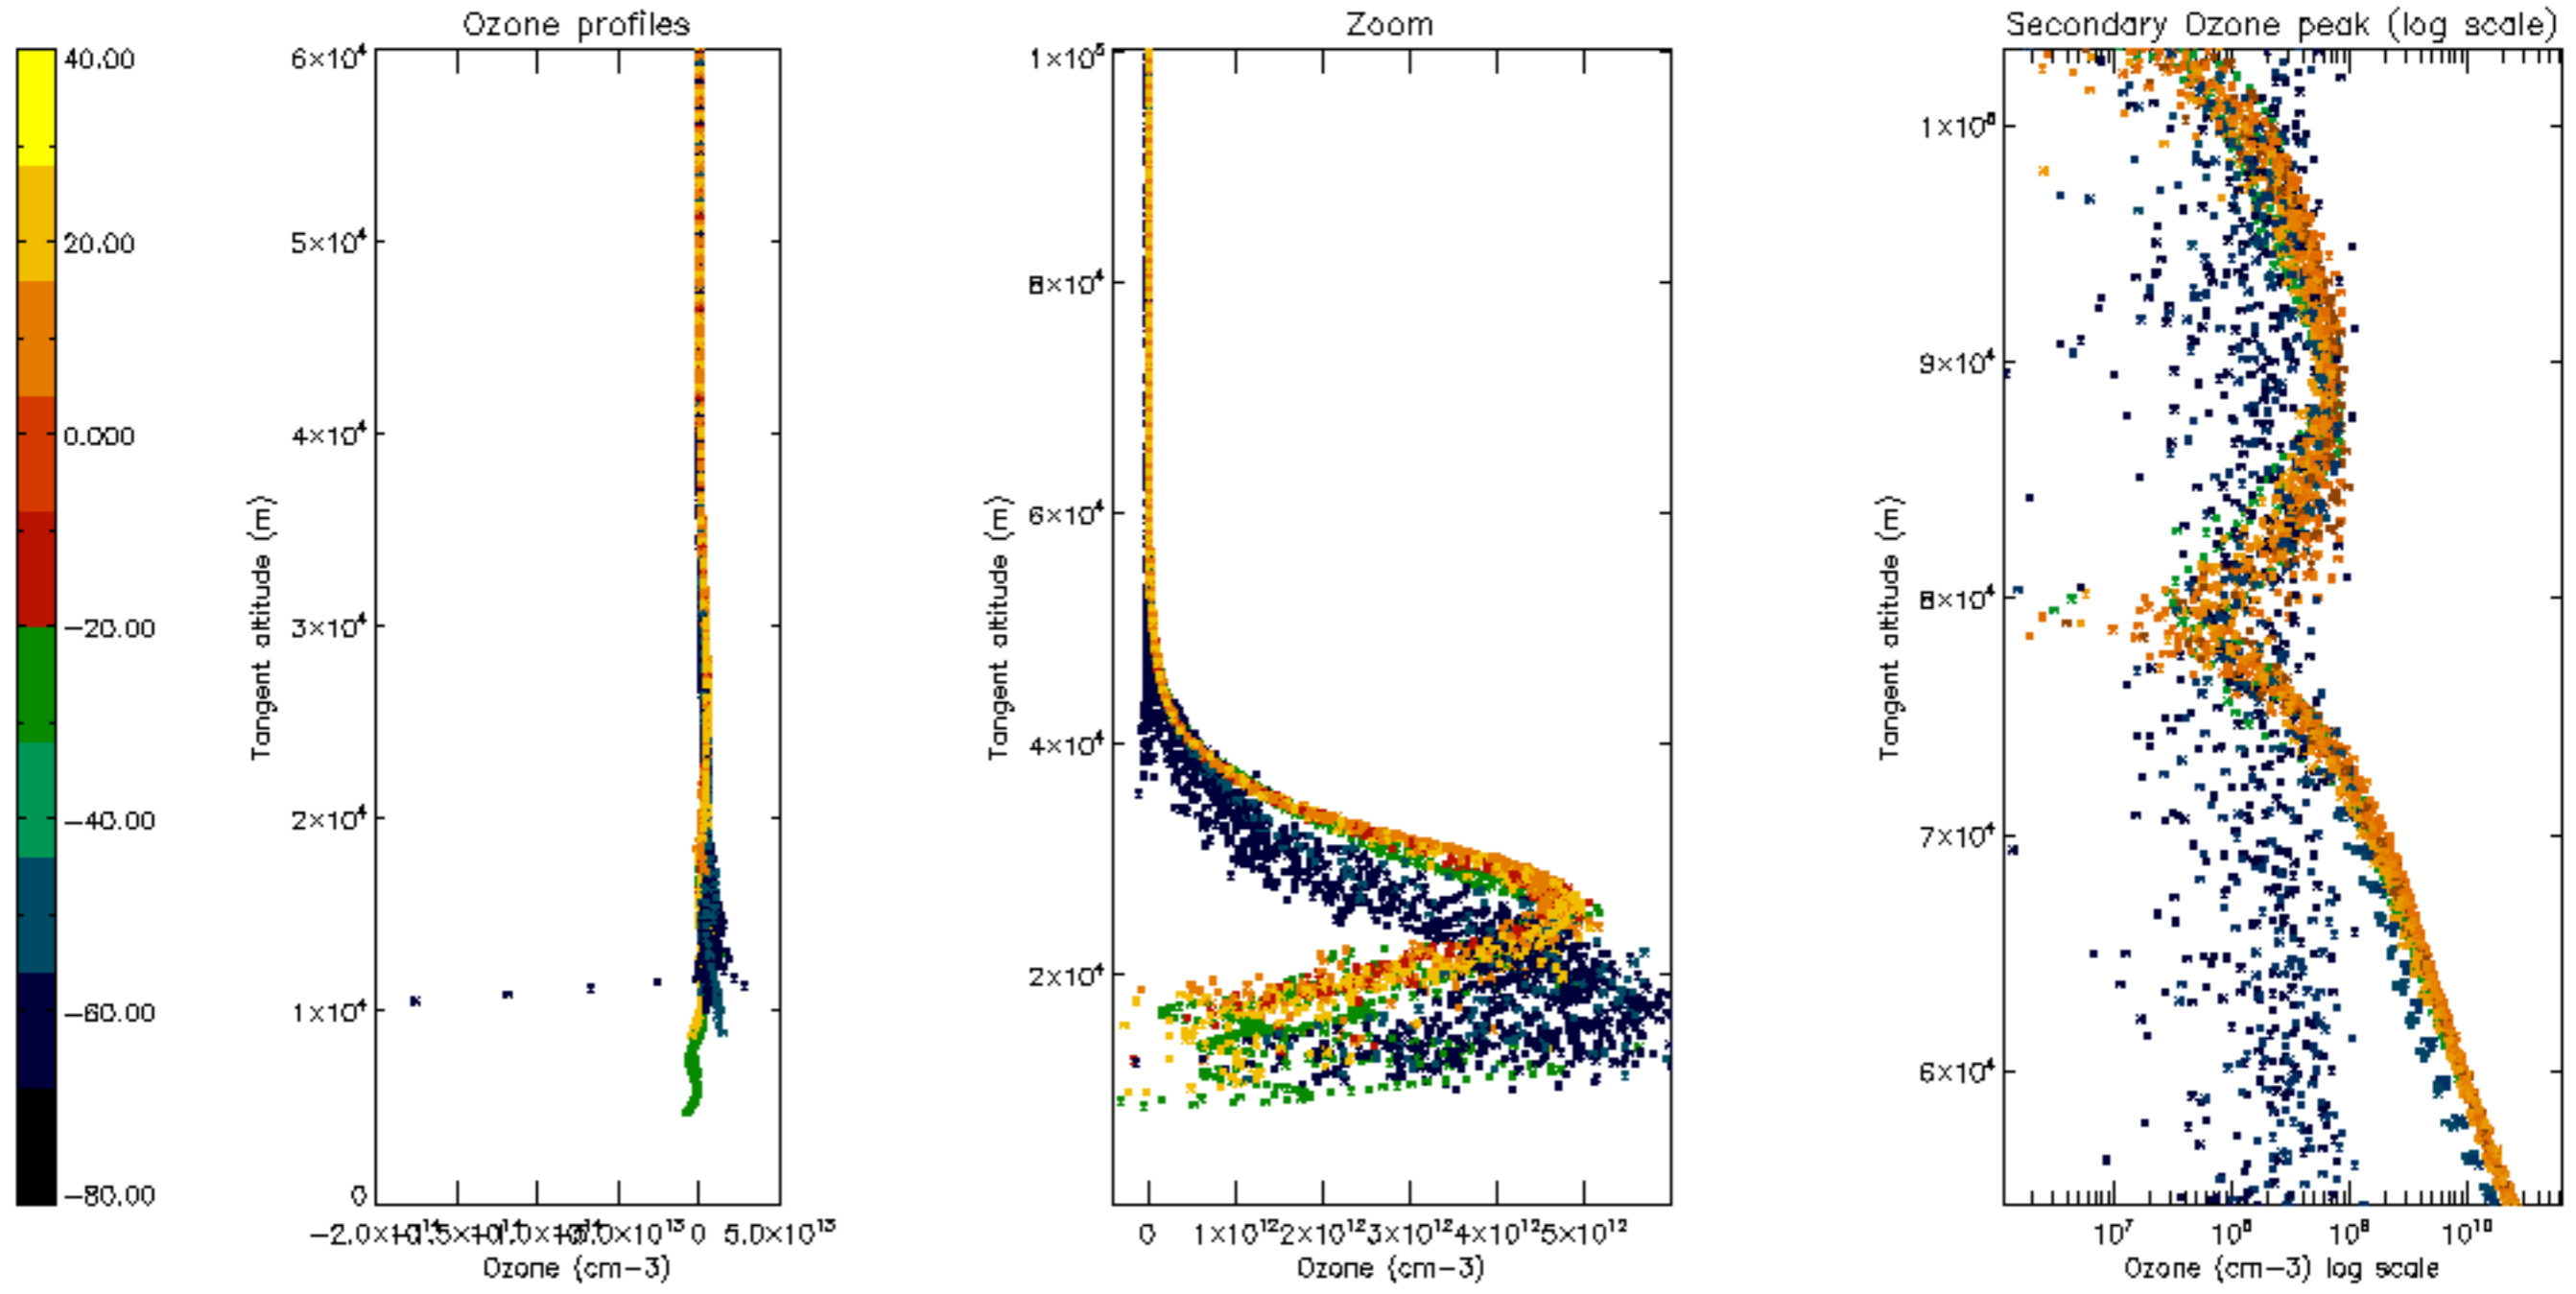 Ozone profiles
Zoom
Secondary Ozone peak (log scale)
40.00
20.00
0.000
−20.00
−40.00
−60.00
−80.00
6×10⁴
5×10⁴
4×10⁴
3×10⁴
2×10⁴
1×10⁴
0
Tangent altitude (m)
0 5.0×10¹³
Ozone (cm−3)
1×10⁵
8×10⁴
6×10⁴
4×10⁴
2×10⁴
Tangent altitude (m)
0 1×10¹² 2×10¹² 3×10¹² 4×10¹² 5×10¹²
Ozone (cm−3)
1×10⁵
9×10⁴
8×10⁴
7×10⁴
6×10⁴
Tangent altitude (m)
10⁷ 10⁸ 10⁹ 10¹⁰
Ozone (cm−3) log scale